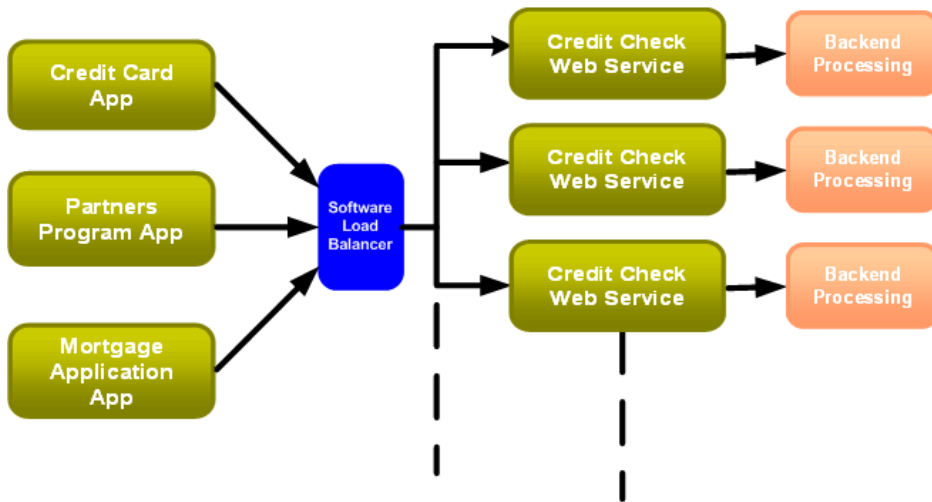 Credit Card
App
Partners
Program App
Mortgage
Application
App
Software
Load
Balancer
Credit Check
Web Service
Backend
Processing
Credit Check
Web Service
Backend
Processing
Credit Check
Web Service
Backend
Processing